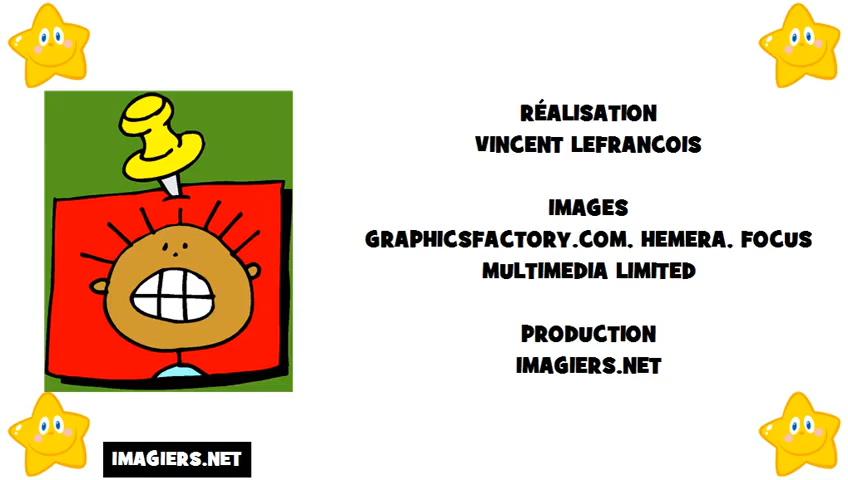 RÉALISATION
VINCENT LEFRANCOIS
IMAGES
GRAPHICSFACTORY.COM, HEMERA, FOCUS
MULTIMEDIA LIMITED
PRODUCTION
IMAGIERS.NET
IMAGIERS.NET